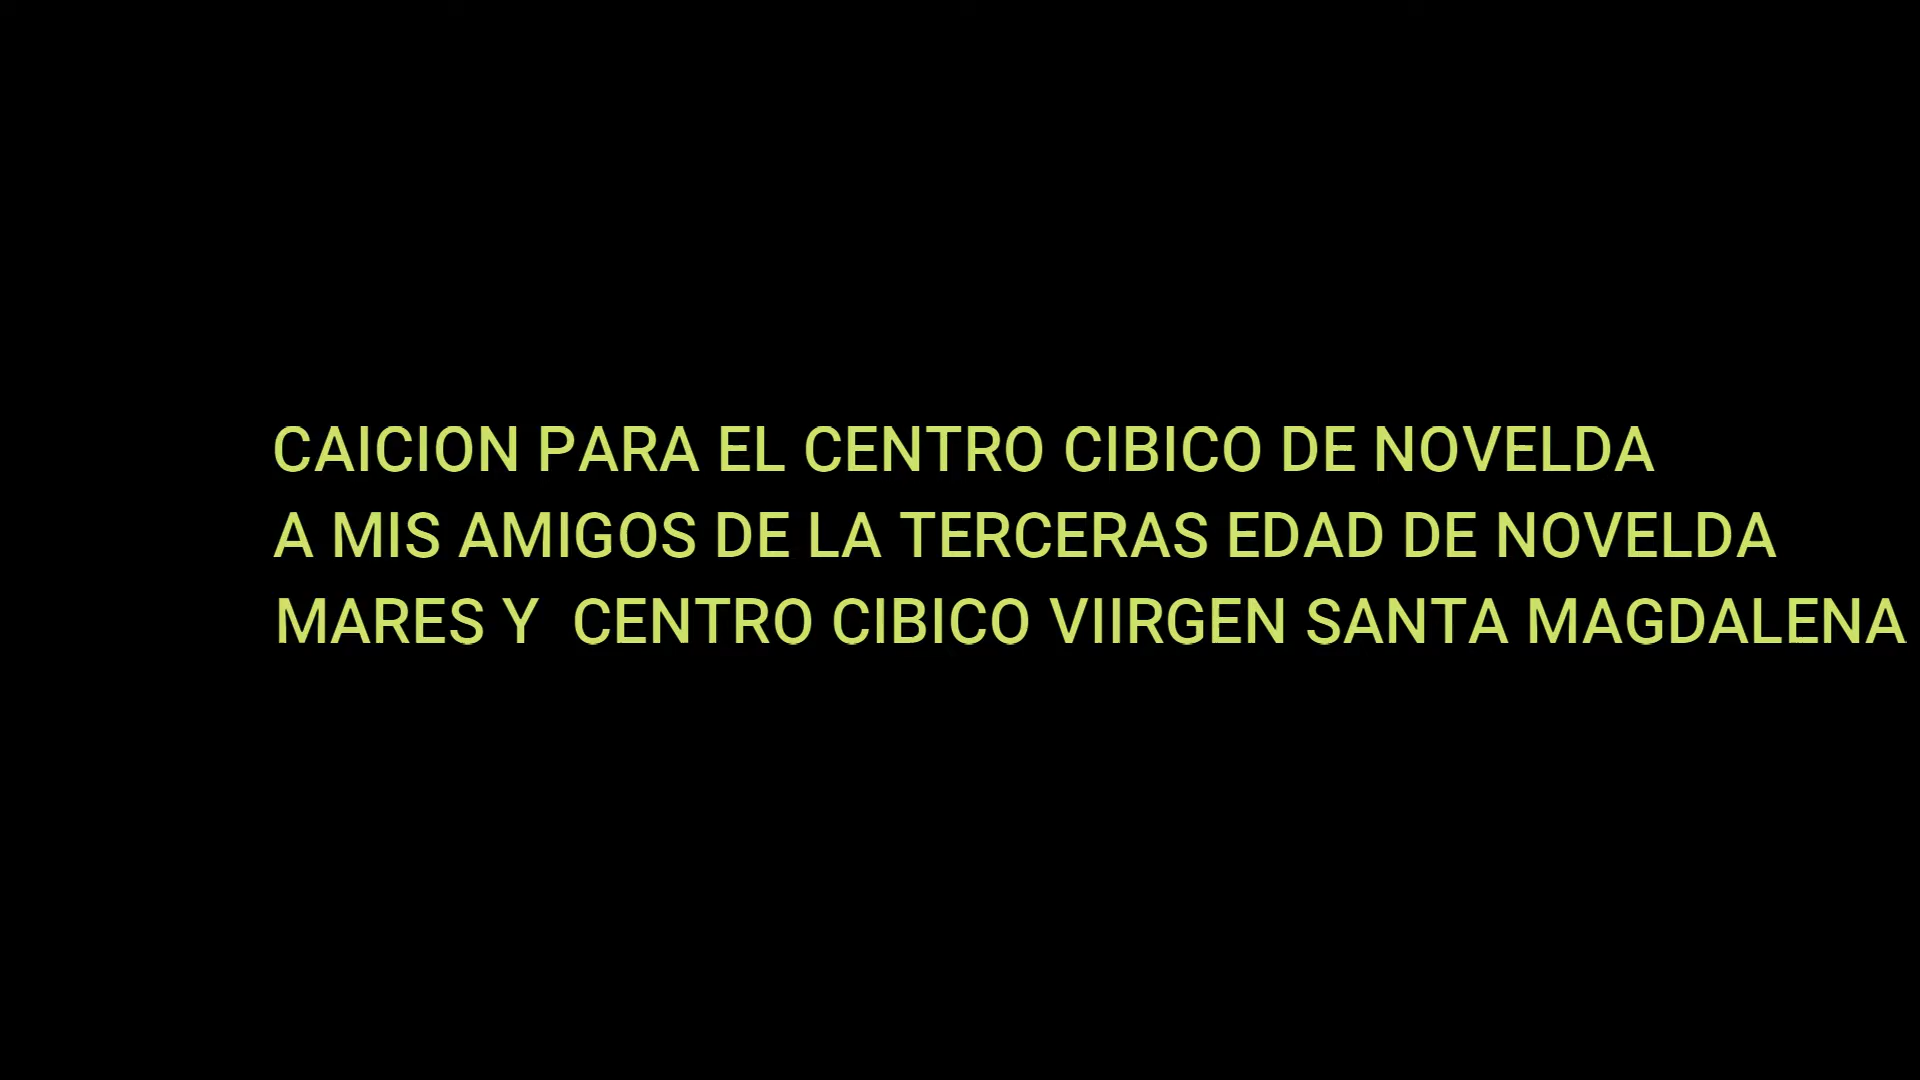 CAICION PARA EL CENTRO CIBICO DE NOVELDA
A MIS AMIGOS DE LA TERCERAS EDAD DE NOVELDA
MARES Y  CENTRO CIBICO VIIRGEN SANTA MAGDALENA